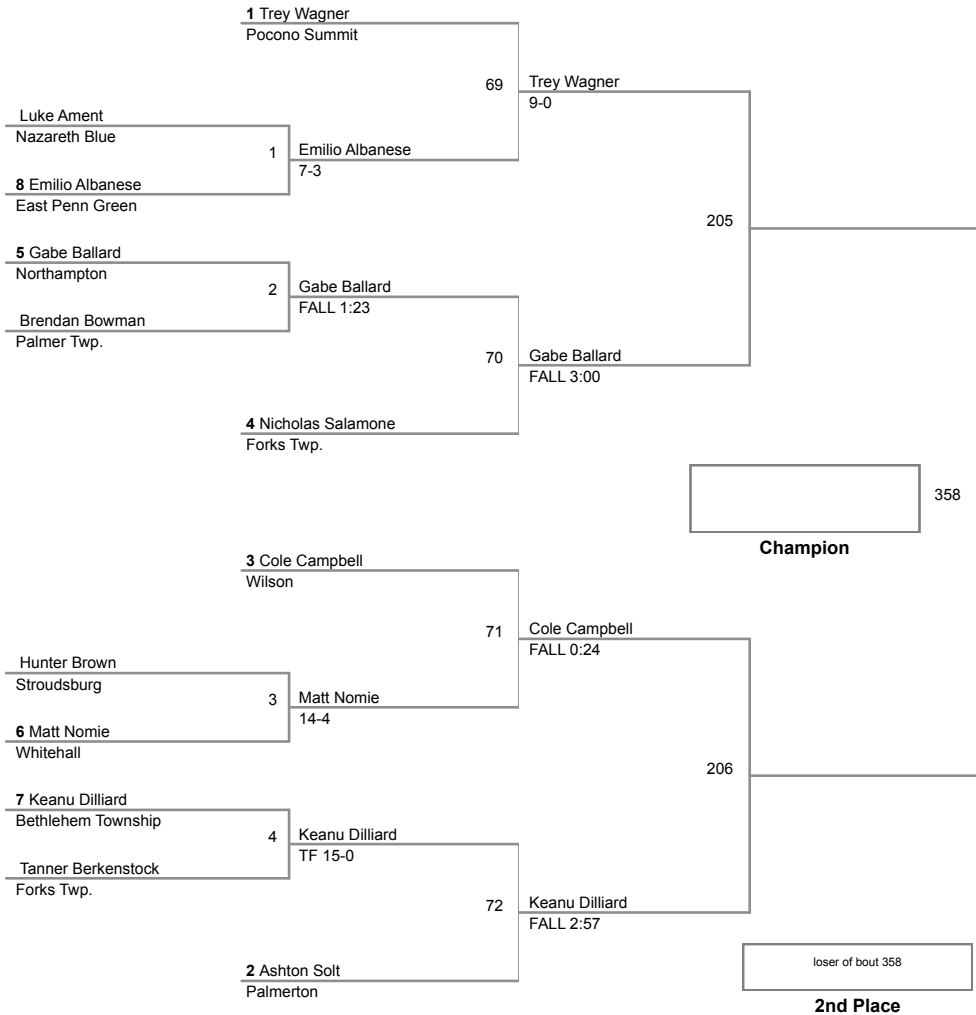 1 Trey Wagner
Pocono Summit
69
Trey Wagner
9-0
Luke Ament
Nazareth Blue
1
Emilio Albanese
7-3
8 Emilio Albanese
East Penn Green
205
5 Gabe Ballard
Northampton
2
Gabe Ballard
FALL 1:23
Brendan Bowman
Palmer Twp.
70
Gabe Ballard
FALL 3:00
4 Nicholas Salamone
Forks Twp.
358
Champion
3 Cole Campbell
Wilson
71
Cole Campbell
FALL 0:24
Hunter Brown
Stroudsburg
3
Matt Nomie
14-4
6 Matt Nomie
Whitehall
206
7 Keanu Dilliard
Bethlehem Township
4
Keanu Dilliard
TF 15-0
Tanner Berkenstock
Forks Twp.
72
Keanu Dilliard
FALL 2:57
2 Ashton Solt
Palmerton
loser of bout 358
2nd Place